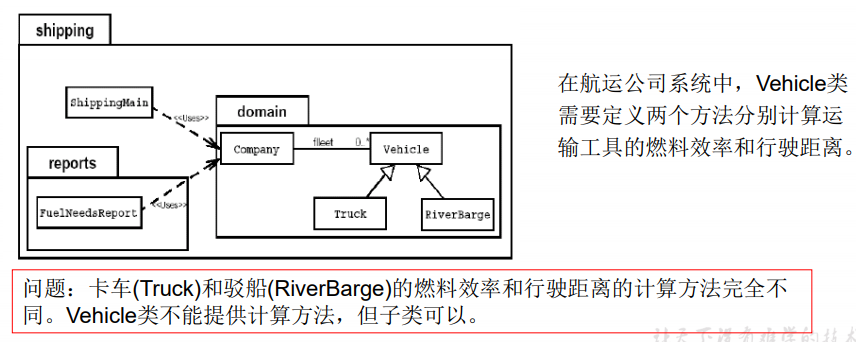 shipping
ShippingMain
<<Uses>>
domain
Company
fleet
0..*
Vehicle
reports
FuelNeedsReport
<<Uses>>
Truck
RiverBarge
在航运公司系统中，Vehicle类
需要定义两个方法分别计算运
输工具的燃料效率和行驶距离。
问题：卡车(Truck)和驳船(RiverBarge)的燃料效率和行驶距离的计算方法完全不
同。Vehicle类不能提供计算方法，但子类可以。